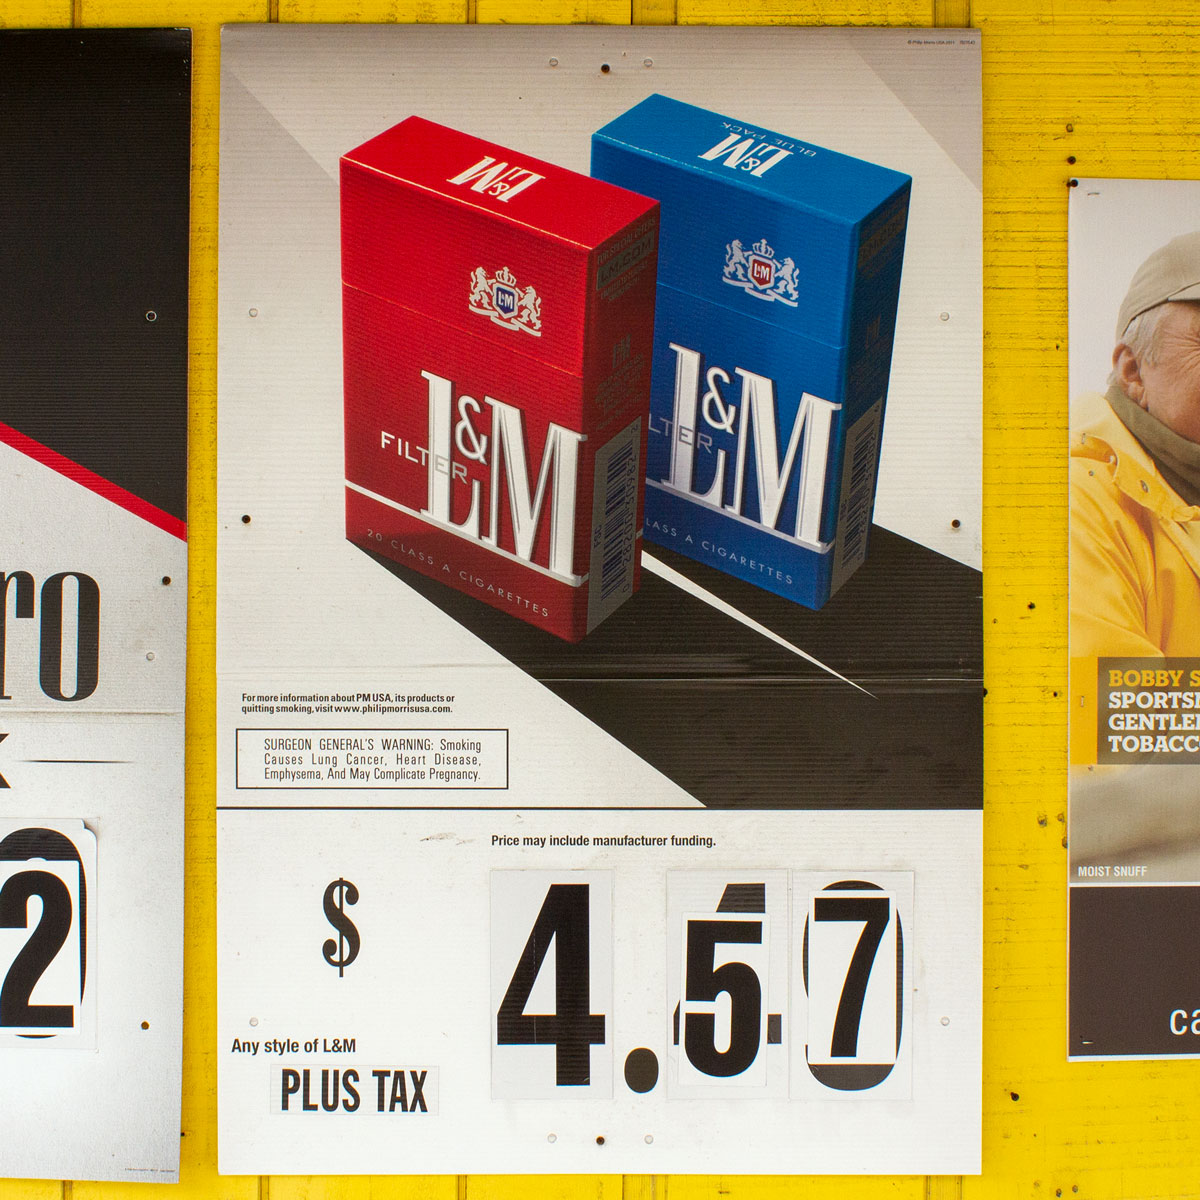 ro
K
2
L&M
L&M
FILTER
L&M
20 CLASS A CIGARETTES
L&M
BLUE PACK
L&M
LTER
L&M
LASS A CIGARETTES
For more information about PM USA, its products or
quitting smoking, visit www.philipmorrisusa.com.
SURGEON GENERAL'S WARNING: Smoking
Causes Lung Cancer, Heart Disease,
Emphysema, And May Complicate Pregnancy.
Price may include manufacturer funding.
$ 4.57
Any style of L&M
PLUS TAX
BOBBY S
SPORTSM
GENTLE
TOBACC
MOIST SNUFF
ca